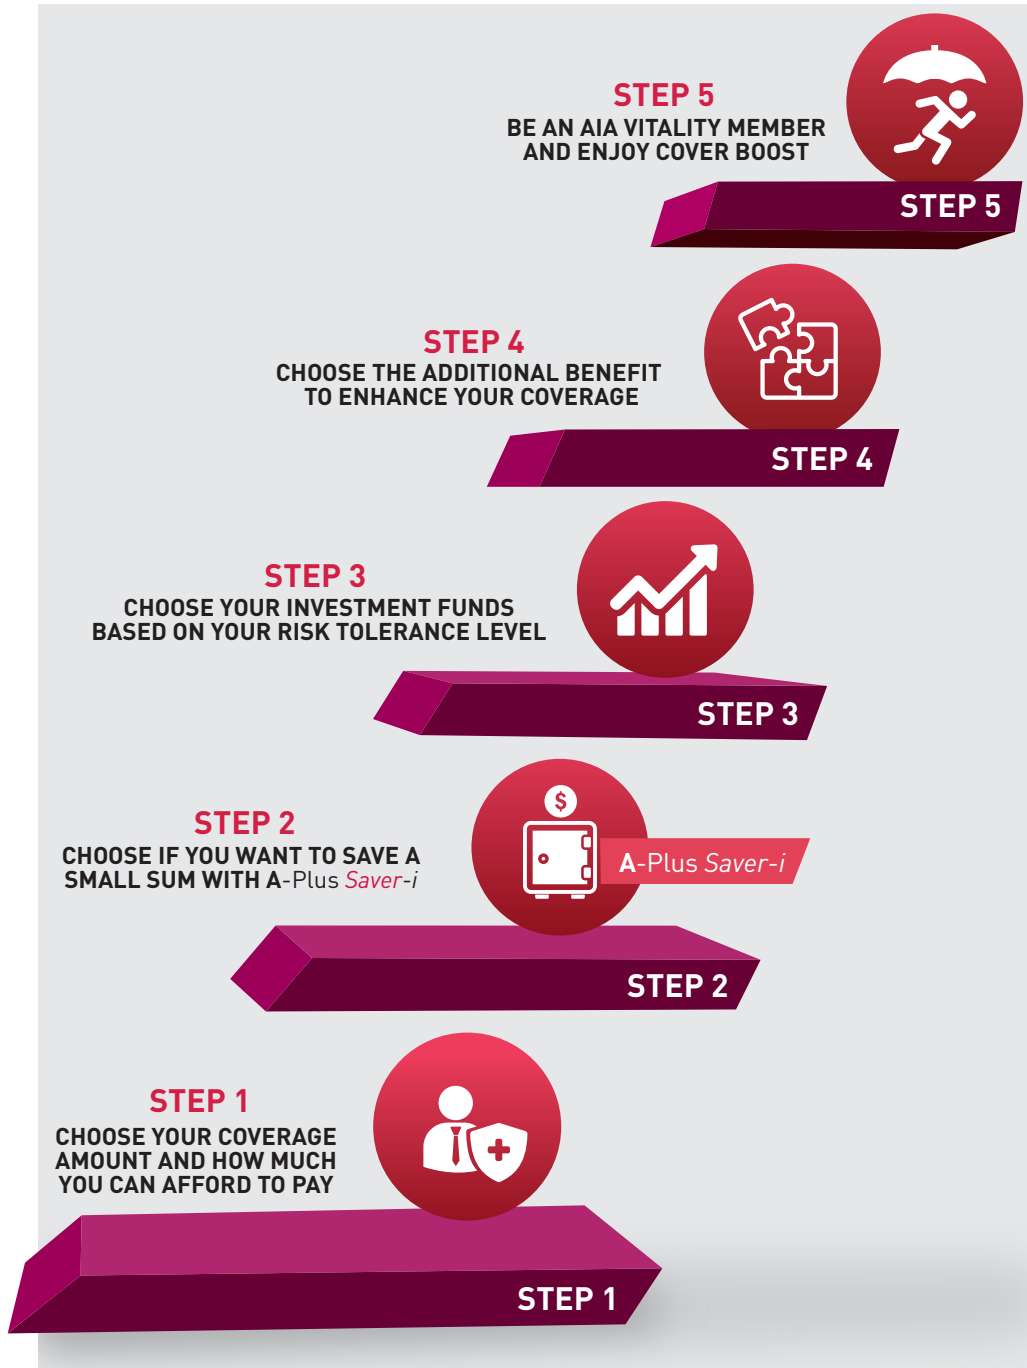 STEP 5
BE AN AIA VITALITY MEMBER
AND ENJOY COVER BOOST
STEP 5
STEP 4
CHOOSE THE ADDITIONAL BENEFIT
TO ENHANCE YOUR COVERAGE
STEP 4
STEP 3
CHOOSE YOUR INVESTMENT FUNDS
BASED ON YOUR RISK TOLERANCE LEVEL
STEP 3
$
STEP 2
CHOOSE IF YOU WANT TO SAVE A
SMALL SUM WITH A-Plus Saver-i
A-Plus Saver-i
STEP 2
STEP 1
CHOOSE YOUR COVERAGE
AMOUNT AND HOW MUCH
YOU CAN AFFORD TO PAY
STEP 1